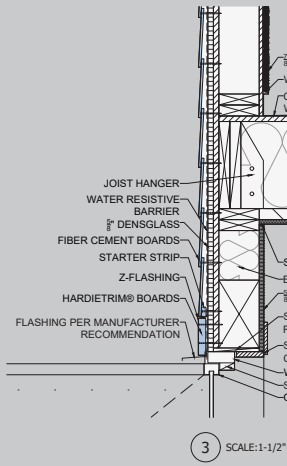 JOIST HANGER
WATER RESISTIVE
BARRIER
⅝" DENSGLASS
FIBER CEMENT BOARDS
STARTER STRIP
Z-FLASHING
HARDIETRIM® BOARDS
FLASHING PER MANUFACTURER
RECOMMENDATION
3 SCALE:1-1/2"